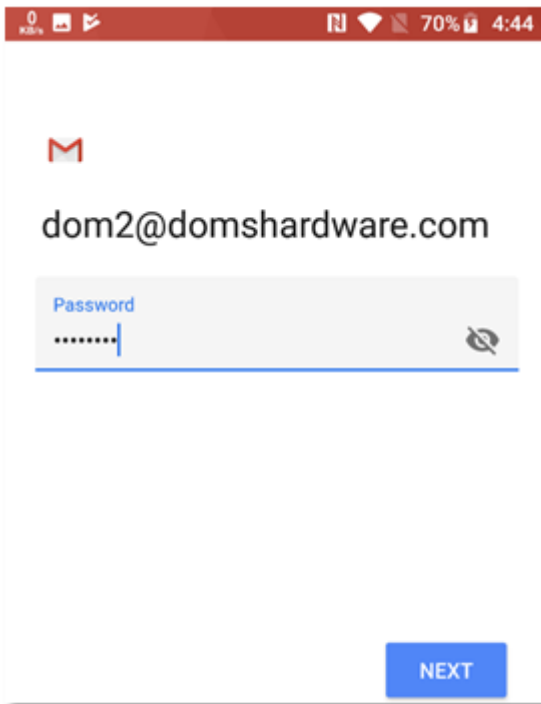 0
KB/s
70% 4:44
dom2@domshardware.com
Password
••••••••
NEXT